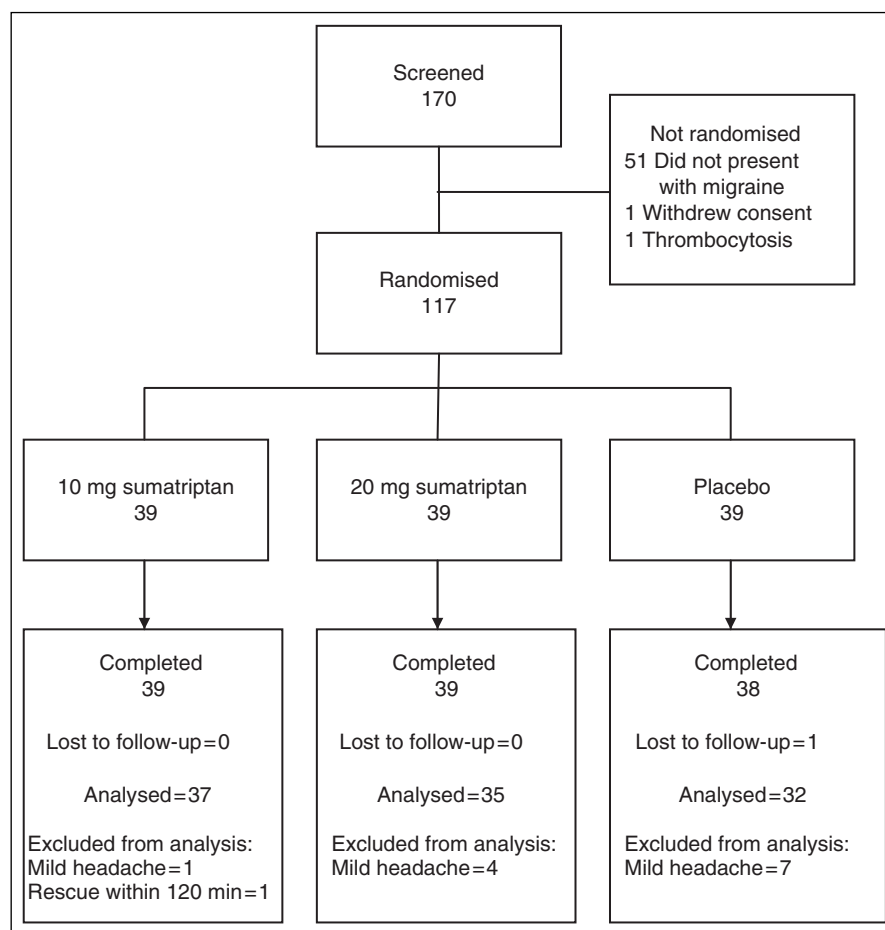 Screened
170
Not randomised
51 Did not present
with migraine
1 Withdrew consent
1 Thrombocytosis
Randomised
117
10 mg sumatriptan
39
20 mg sumatriptan
39
Placebo
39
Completed
39
Lost to follow-up=0
Analysed=37
Excluded from analysis:
Mild headache=1
Rescue within 120 min=1
Completed
39
Lost to follow-up=0
Analysed=35
Excluded from analysis:
Mild headache=4
Completed
38
Lost to follow-up=1
Analysed=32
Excluded from analysis:
Mild headache=7